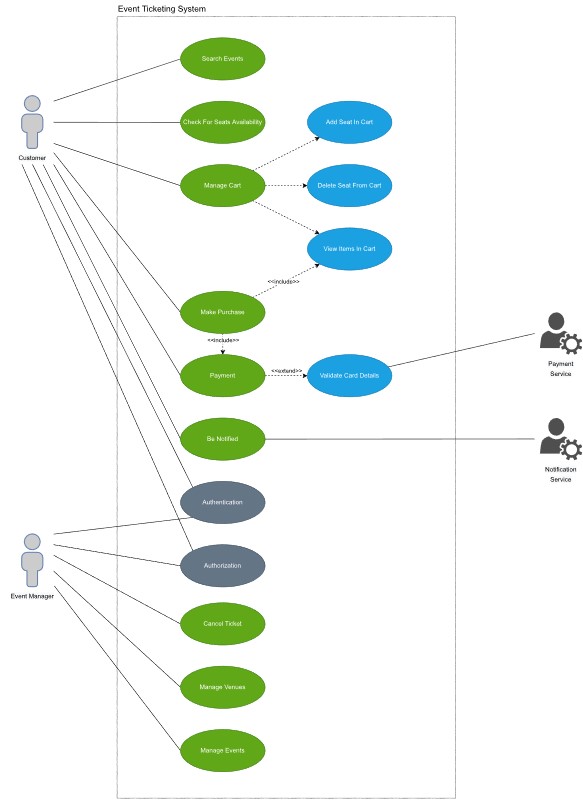 Event Ticketing System
Search Events
Check For Seats Availability
Add Seat In Cart
Customer
Manage Cart
Delete Seat From Cart
View Items In Cart
<<include>>
Make Purchase
<<include>>
Payment
<<extend>>
Validate Card Details
Payment
Service
Be Notified
Notification
Service
Authentication
Authorization
Event Manager
Cancel Ticket
Manage Venues
Manage Events